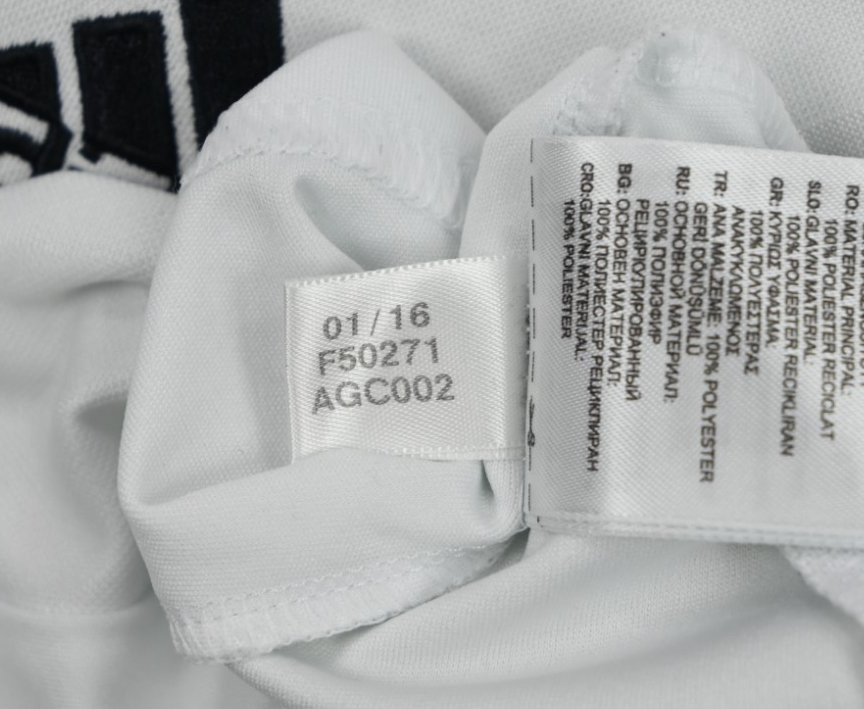 01/16
F50271
AGC002
RO: MATERIAL PRINCIPAL:
100% POLIESTER RECICLAT
SLO:GLAVNI MATERIAL:
100% POLIESTER RECIKLIRAN
GR: ΚΥΡΙΩΣ ΥΦΑΣΜΑ
100% ΠΟΛΥΕΣΤΕΡΑΣ
ΑΝΑΚΥΚΛΩΜΕΝΟΣ
TR: ANA MALZEME: 100% POLYESTER
GERİ DÖNÜŞÜMLÜ
RU: ОСНОВНОЙ МАТЕРИАЛ:
100% ПОЛИЭФИР
РЕЦИРКУЛИРОВАННЫЙ
BG: ОСНОВЕН МАТЕРИАЛ:
100% ПОЛИЕСТЕР РЕЦИКЛИРАН
CRO:GLAVNI MATERIJAL:
100% POLIESTER